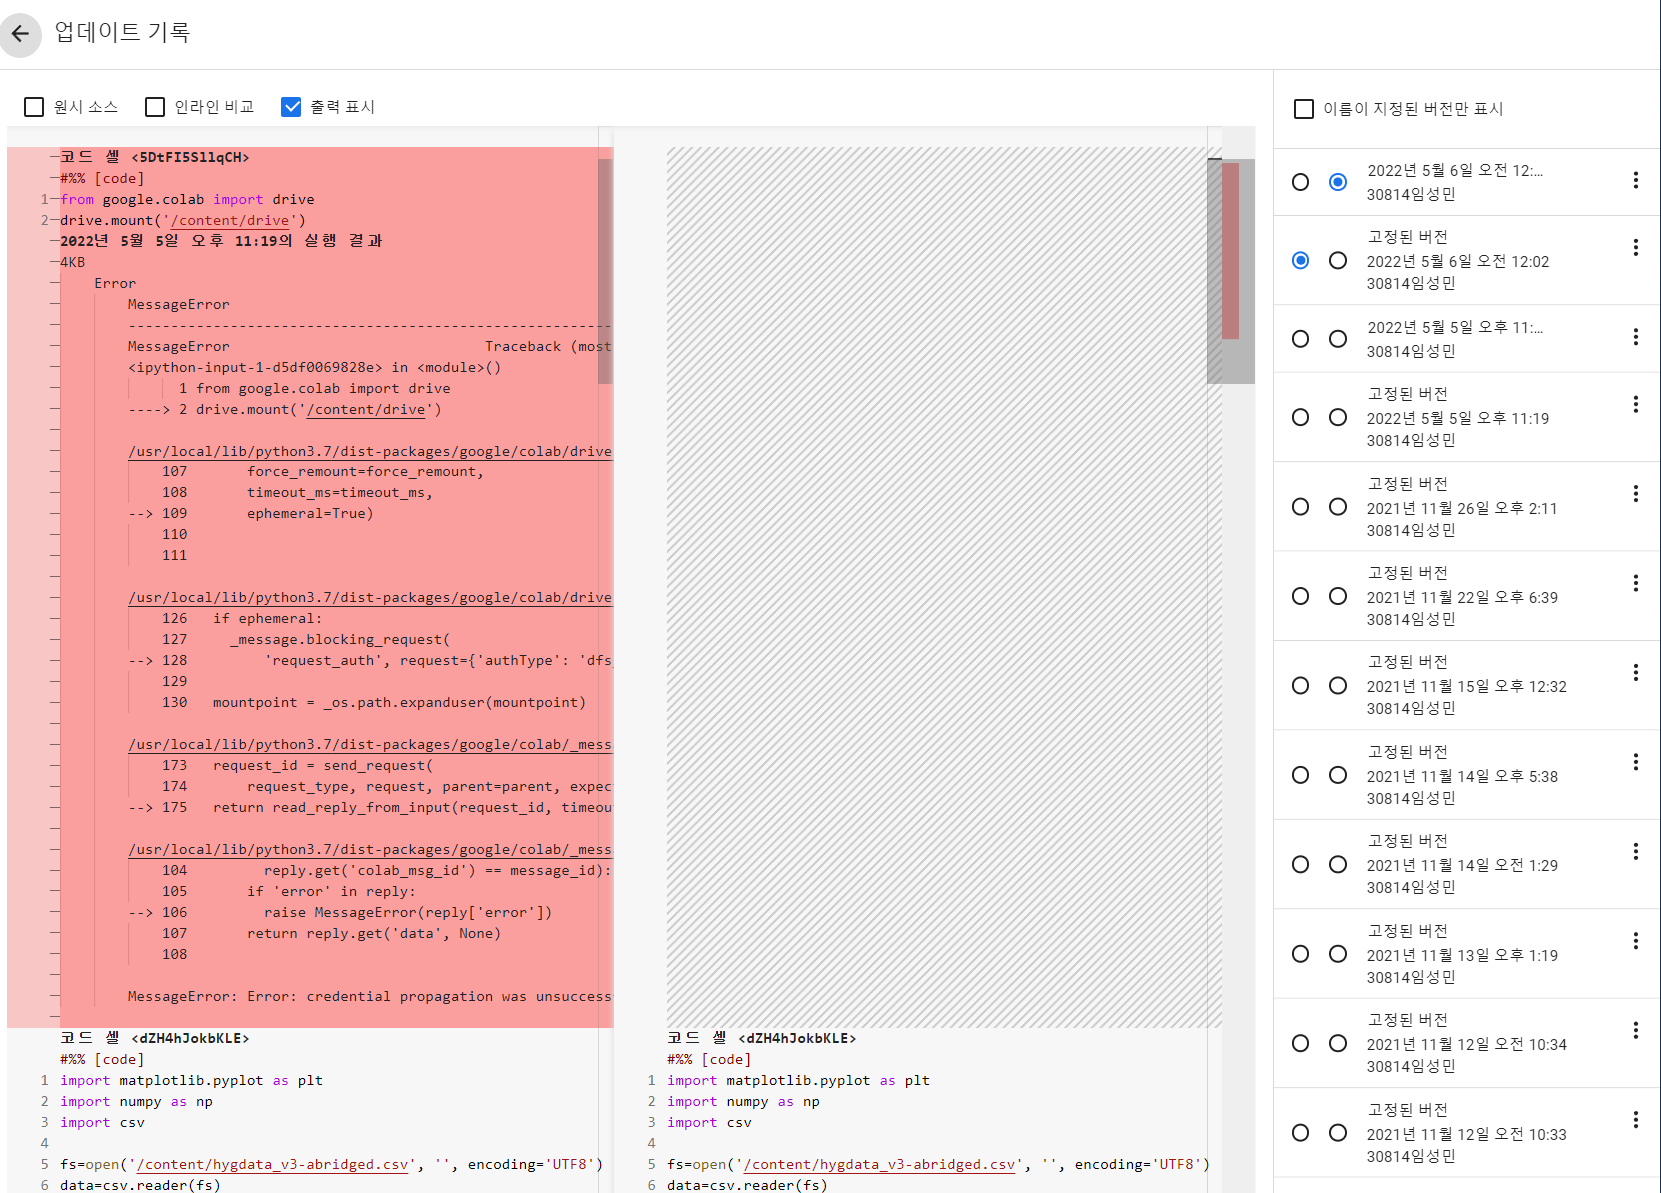 업데이트 기록
원시 소스 인라인 비교 출력 표시
코드 셀 <5DtFI5SllqCH>
#%% [code]
1 from google.colab import drive
2 drive.mount('/content/drive')
2022년 5월 5일 오후 11:19의 실행 결과
4KB
Error
MessageError
MessageError Traceback (most
<ipython-input-1-d5df0069828e> in <module>()
1 from google.colab import drive
----> 2 drive.mount('/content/drive')
/usr/local/lib/python3.7/dist-packages/google/colab/drive
107 force_remount=force_remount,
108 timeout_ms=timeout_ms,
--> 109 ephemeral=True)
110
111
/usr/local/lib/python3.7/dist-packages/google/colab/drive
126 if ephemeral:
127 _message.blocking_request(
--> 128 'request_auth', request={'authType': 'dfs
129
130 mountpoint = _os.path.expanduser(mountpoint)
/usr/local/lib/python3.7/dist-packages/google/colab/_mess
173 request_id = send_request(
174 request_type, request, parent=parent, expec
--> 175 return read_reply_from_input(request_id, timeou
/usr/local/lib/python3.7/dist-packages/google/colab/_mess
104 reply.get('colab_msg_id') == message_id):
105 if 'error' in reply:
--> 106 raise MessageError(reply['error'])
107 return reply.get('data', None)
108
MessageError: Error: credential propagation was unsuccess
코드 셀 <dZH4hJokbKLE>
#%% [code]
1 import matplotlib.pyplot as plt
2 import numpy as np
3 import csv
4
5 fs=open('/content/hygdata_v3-abridged.csv', '', encoding='UTF8')
6 data=csv.reader(fs)
코드 셀 <dZH4hJokbKLE>
#%% [code]
1 import matplotlib.pyplot as plt
2 import numpy as np
3 import csv
4
5 fs=open('/content/hygdata_v3-abridged.csv', '', encoding='UTF8')
6 data=csv.reader(fs)
이름이 지정된 버전만 표시
2022년 5월 6일 오전 12:...
30814임성민
고정된 버전
2022년 5월 6일 오전 12:02
30814임성민
2022년 5월 5일 오후 11:...
30814임성민
고정된 버전
2022년 5월 5일 오후 11:19
30814임성민
고정된 버전
2021년 11월 26일 오후 2:11
30814임성민
고정된 버전
2021년 11월 22일 오후 6:39
30814임성민
고정된 버전
2021년 11월 15일 오후 12:32
30814임성민
고정된 버전
2021년 11월 14일 오후 5:38
30814임성민
고정된 버전
2021년 11월 14일 오전 1:29
30814임성민
고정된 버전
2021년 11월 13일 오후 1:19
30814임성민
고정된 버전
2021년 11월 12일 오전 10:34
30814임성민
고정된 버전
2021년 11월 12일 오전 10:33
30814임성민